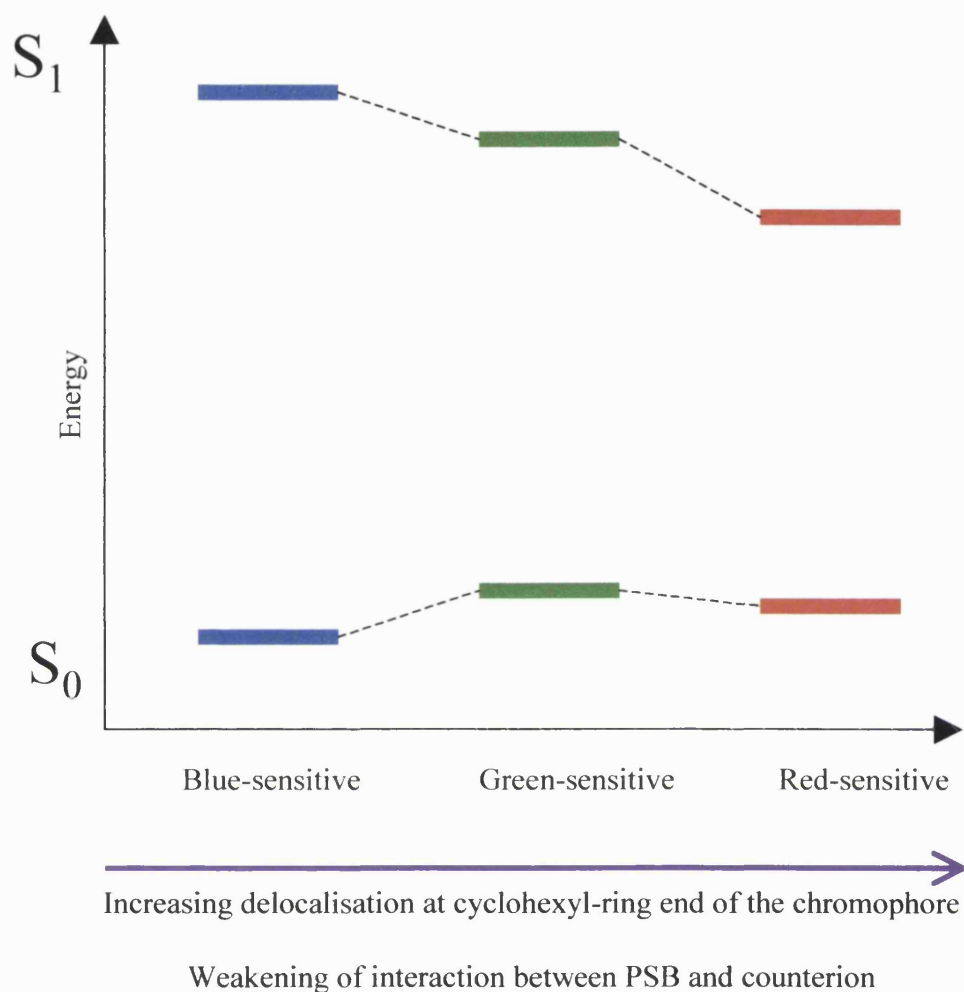 S₁
Energy
S₀
Blue-sensitive Green-sensitive Red-sensitive
Increasing delocalisation at cyclohexyl-ring end of the chromophore
Weakening of interaction between PSB and counterion